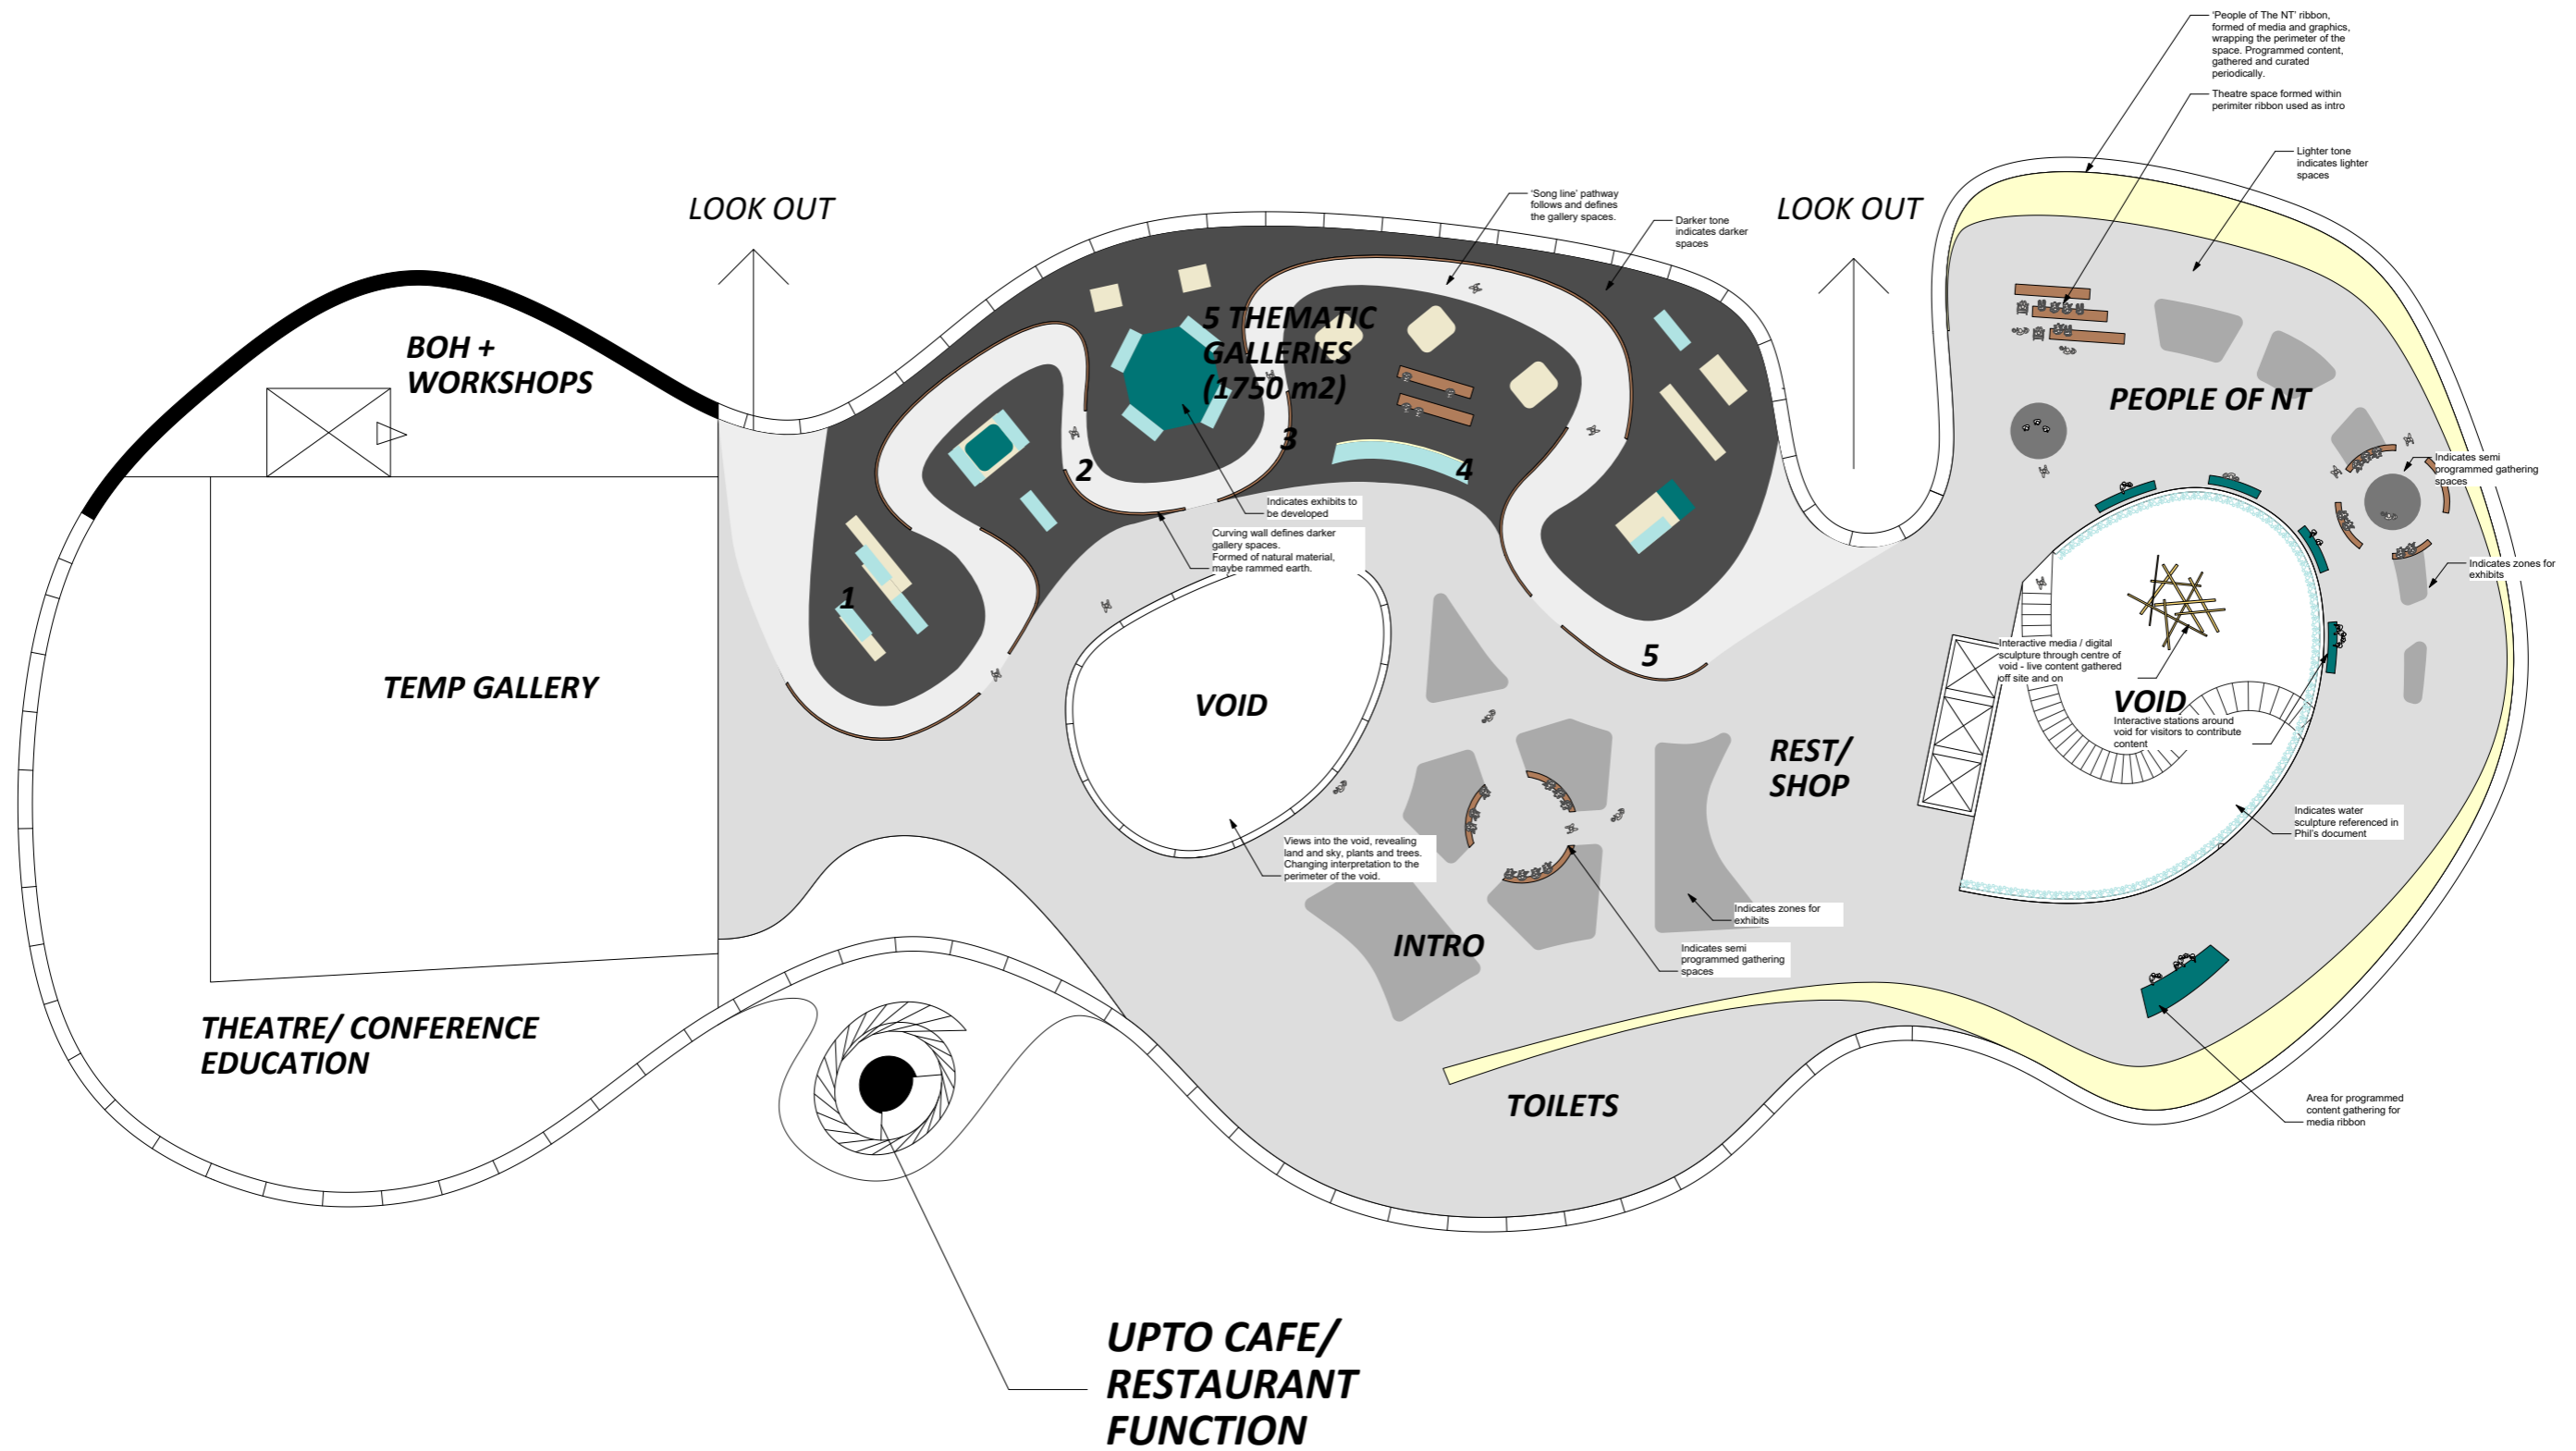 'People of The NT' ribbon,
formed of media and graphics,
wrapping the perimeter of the
space. Programmed content,
gathered and curated
periodically.
Theatre space formed within
perimiter ribbon used as intro
Lighter tone
indicates lighter
spaces
LOOK OUT
'Song line' pathway
follows and defines
the gallery spaces.
Darker tone
indicates darker
spaces
LOOK OUT
BOH +
WORKSHOPS
5 THEMATIC
GALLERIES
(1750 m2)
PEOPLE OF NT
2
3
4
Indicates semi
programmed gathering
spaces
Indicates exhibits to
be developed
Curving wall defines darker
gallery spaces.
Formed of natural material,
maybe rammed earth.
Indicates zones for
exhibits
1
5
Interactive media / digital
sculpture through centre of
void - live content gathered
off site and on
TEMP GALLERY
VOID
VOID
Interactive stations around
void for visitors to contribute
content
REST/
SHOP
Indicates water
sculpture referenced in
Phil's document
Views into the void, revealing
land and sky, plants and trees.
Changing interpretation to the
perimeter of the void.
Indicates zones for
exhibits
INTRO
Indicates semi
programmed gathering
spaces
THEATRE/ CONFERENCE
EDUCATION
TOILETS
Area for programmed
content gathering for
media ribbon
UPTO CAFE/
RESTAURANT
FUNCTION